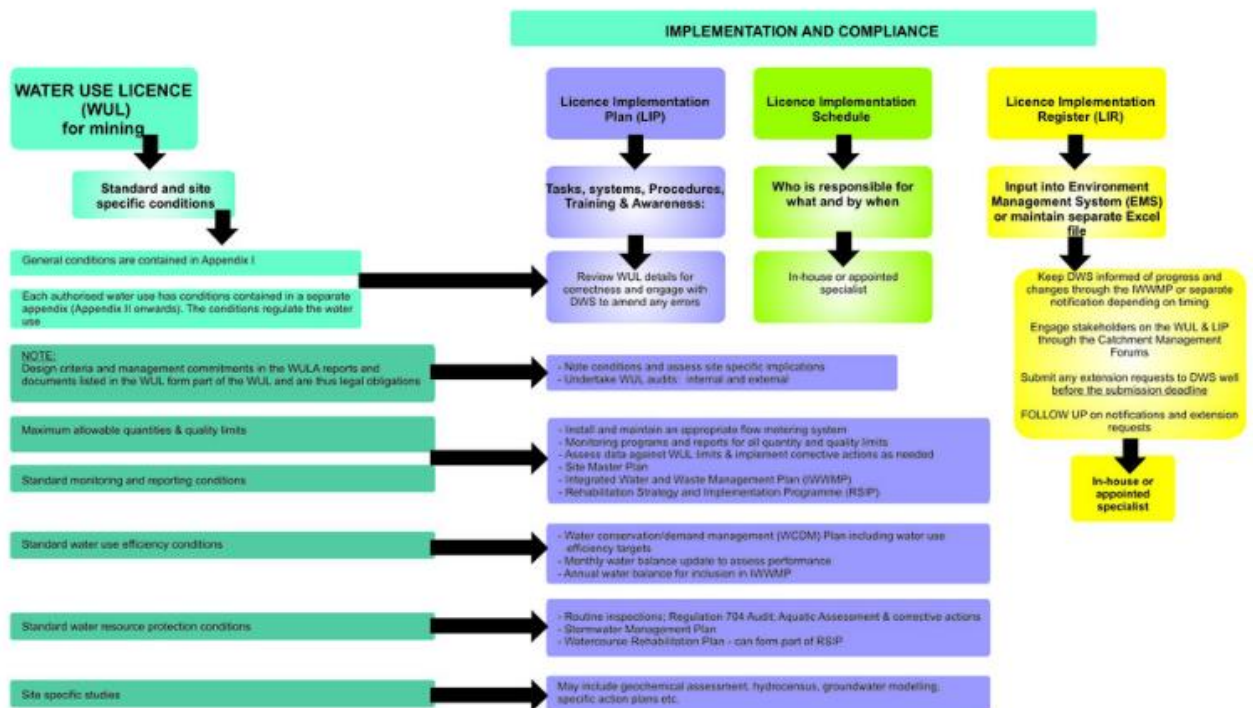 IMPLEMENTATION AND COMPLIANCE
WATER USE LICENCE
(WUL)
for mining
Standard and site
specific conditions
General conditions are contained in Appendix I
Each authorised water use has conditions contained in a separate
appendix (Appendix II onwards). The conditions regulate the water
use
NOTE:
Design criteria and management commitments in the WULA reports and
documents listed in the WUL form part of the WUL and are thus legal obligations
Maximum allowable quantities & quality limits
Standard monitoring and reporting conditions
Standard water use efficiency conditions
Standard water resource protection conditions
Site specific studies
Licence Implementation
Plan (LIP)
Tasks, systems, Procedures,
Training & Awareness:
Review WUL details for
correctness and engage with
DWS to amend any errors
- Note conditions and assess site specific implications
- Undertake WUL audits: internal and external
- Install and maintain an appropriate flow metering system
- Monitoring programs and reports for all quantity and quality limits
- Assess data against WUL limits & implement corrective actions as needed
- Site Master Plan
- Integrated Water and Waste Management Plan (IWWMP)
- Rehabilitation Strategy and Implementation Programme (RSIP)
- Water conservation/demand management (WCDM) Plan including water use
efficiency targets
- Monthly water balance update to assess performance
- Annual water balance for inclusion in IWWMP
- Routine inspections; Regulation 704 Audit; Aquatic Assessment & corrective actions
- Stormwater Management Plan
- Watercourse Rehabilitation Plan - can form part of RSIP
May include geochemical assessment, hydrocensus, groundwater modelling,
specific action plans etc.
Licence Implementation
Schedule
Who is responsible for
what and by when
In-house or appointed
specialist
Licence Implementation
Register (LIR)
Input into Environment
Management System (EMS)
or maintain separate Excel
file
Keep DWS informed of progress and
changes through the IWWMP or separate
notification depending on timing
Engage stakeholders on the WUL & LIP
through the Catchment Management
Forums
Submit any extension requests to DWS well
before the submission deadline
FOLLOW UP on notifications and extension
requests
In-house or
appointed
specialist